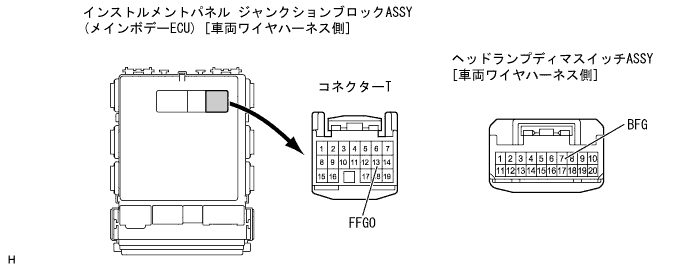 インストルメントパネル ジャンクションブロックASSY
(メインボデーECU) [車両ワイヤハーネス側]
ヘッドランプディマスイッチASSY
[車両ワイヤハーネス側]
コネクターT
BFG
1 2 3 4 5 6 7
8 9 10 11 12 13 14
15 16 17 18 19
1 2 3 4 5 6 7 8 9 10
11 12 13 14 15 16 17 18 19 20
FFGO
H